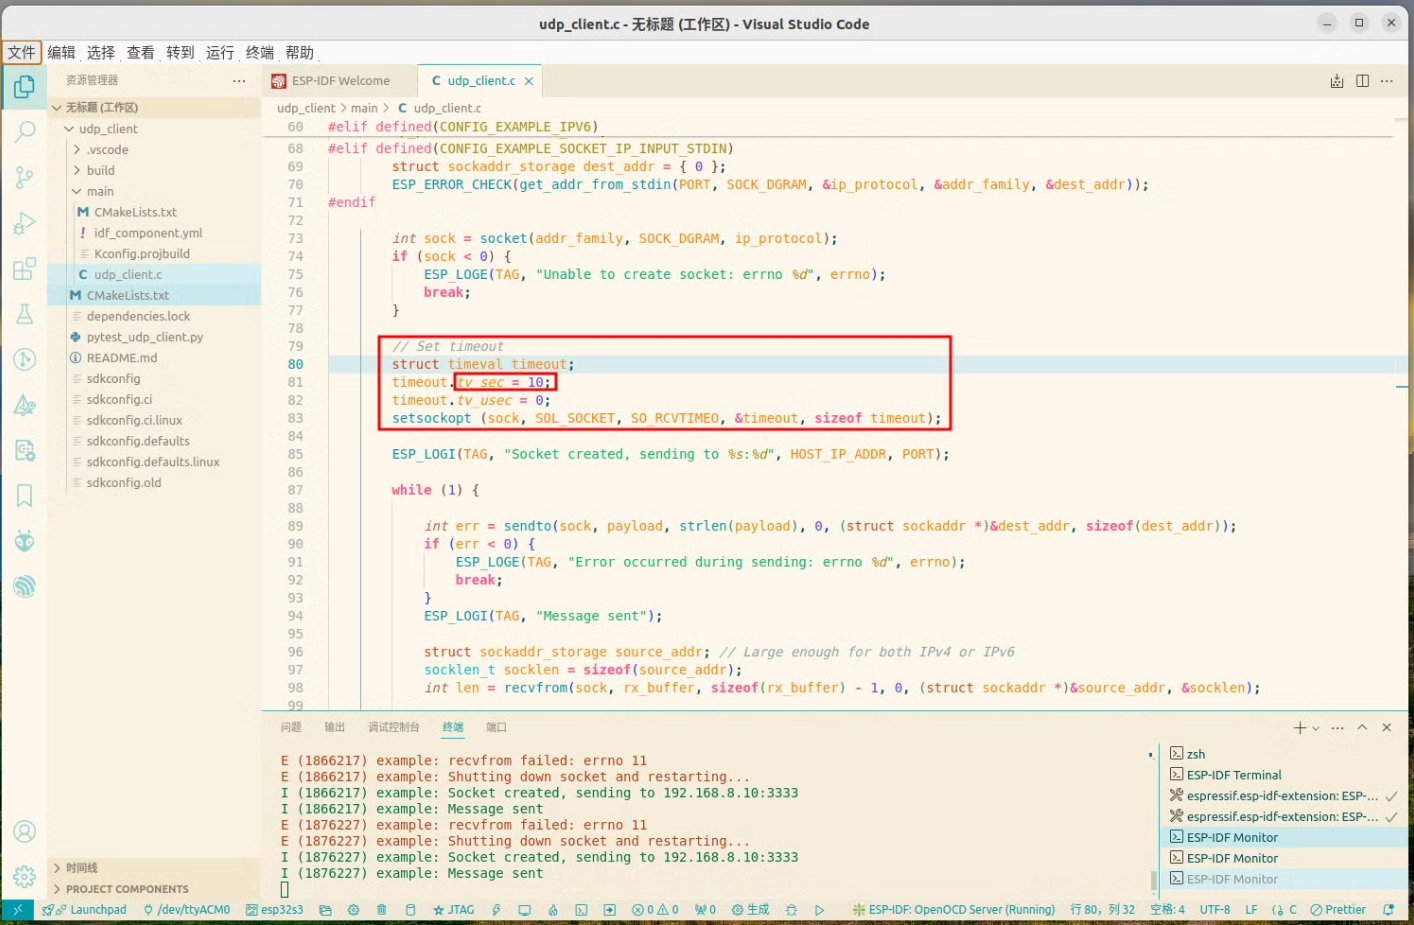 udp_client.c - 无标题 (工作区) - Visual Studio Code
文件 编辑 选择 查看 转到 运行 终端 帮助
资源管理器
无标题 (工作区)
udp_client
.vscode
build
main
CMakeLists.txt
idf_component.yml
Kconfig.projbuild
udp_client.c
CMakeLists.txt
dependencies.lock
pytest_udp_client.py
README.md
sdkconfig
sdkconfig.ci
sdkconfig.ci.linux
sdkconfig.defaults
sdkconfig.defaults.linux
sdkconfig.old
时间线
PROJECT COMPONENTS
ESP-IDF Welcome
C udp_client.c
udp_client > main > C udp_client.c
60 #elif defined(CONFIG_EXAMPLE_IPV6)
68 #elif defined(CONFIG_EXAMPLE_SOCKET_IP_INPUT_STDIN)
69 struct sockaddr_storage dest_addr = { 0 };
70 ESP_ERROR_CHECK(get_addr_from_stdin(PORT, SOCK_DGRAM, &ip_protocol, &addr_family, &dest_addr));
71 #endif
72
73 int sock = socket(addr_family, SOCK_DGRAM, ip_protocol);
74 if (sock < 0) {
75 ESP_LOGE(TAG, "Unable to create socket: errno %d", errno);
76 break;
77 }
78
79 // Set timeout
80 struct timeval timeout;
81 timeout.tv_sec = 10;
82 timeout.tv_usec = 0;
83 setsockopt (sock, SOL_SOCKET, SO_RCVTIMEO, &timeout, sizeof timeout);
84
85 ESP_LOGI(TAG, "Socket created, sending to %s:%d", HOST_IP_ADDR, PORT);
86
87 while (1) {
88
89 int err = sendto(sock, payload, strlen(payload), 0, (struct sockaddr *)&dest_addr, sizeof(dest_addr));
90 if (err < 0) {
91 ESP_LOGE(TAG, "Error occurred during sending: errno %d", errno);
92 break;
93 }
94 ESP_LOGI(TAG, "Message sent");
95
96 struct sockaddr_storage source_addr; // Large enough for both IPv4 or IPv6
97 socklen_t socklen = sizeof(source_addr);
98 int len = recvfrom(sock, rx_buffer, sizeof(rx_buffer) - 1, 0, (struct sockaddr *)&source_addr, &socklen);
99
问题 输出 调试控制台 终端 端口
E (1866217) example: recvfrom failed: errno 11
E (1866217) example: Shutting down socket and restarting...
I (1866217) example: Socket created, sending to 192.168.8.10:3333
I (1866217) example: Message sent
E (1876227) example: recvfrom failed: errno 11
E (1876227) example: Shutting down socket and restarting...
I (1876227) example: Socket created, sending to 192.168.8.10:3333
I (1876227) example: Message sent
zsh
ESP-IDF Terminal
espressif.esp-idf-extension: ESP-...
espressif.esp-idf-extension: ESP-...
ESP-IDF Monitor
ESP-IDF Monitor
ESP-IDF Monitor
Launchpad /dev/ttyACM0 esp32s3 JTAG 0 0 0 生成 ESP-IDF: OpenOCD Server (Running) 行 80，列 32 空格: 4 UTF-8 LF C Prettier